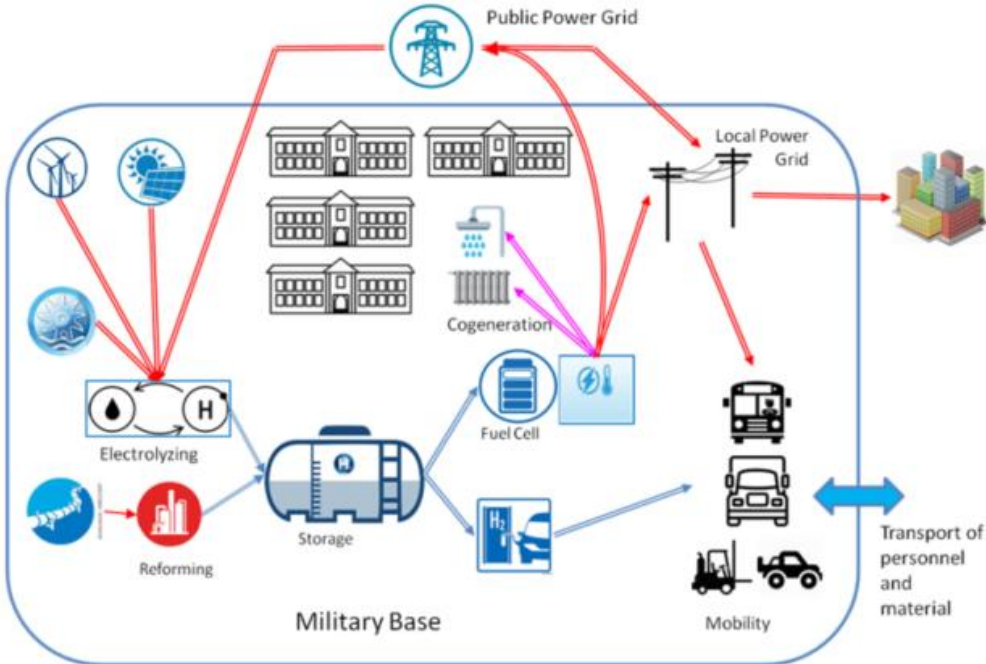 Public Power Grid
Local Power
Grid
Cogeneration
H
Electrolyzing
H
Fuel Cell
Storage
H2
Reforming
Transport of
personnel
and
material
Mobility
Military Base